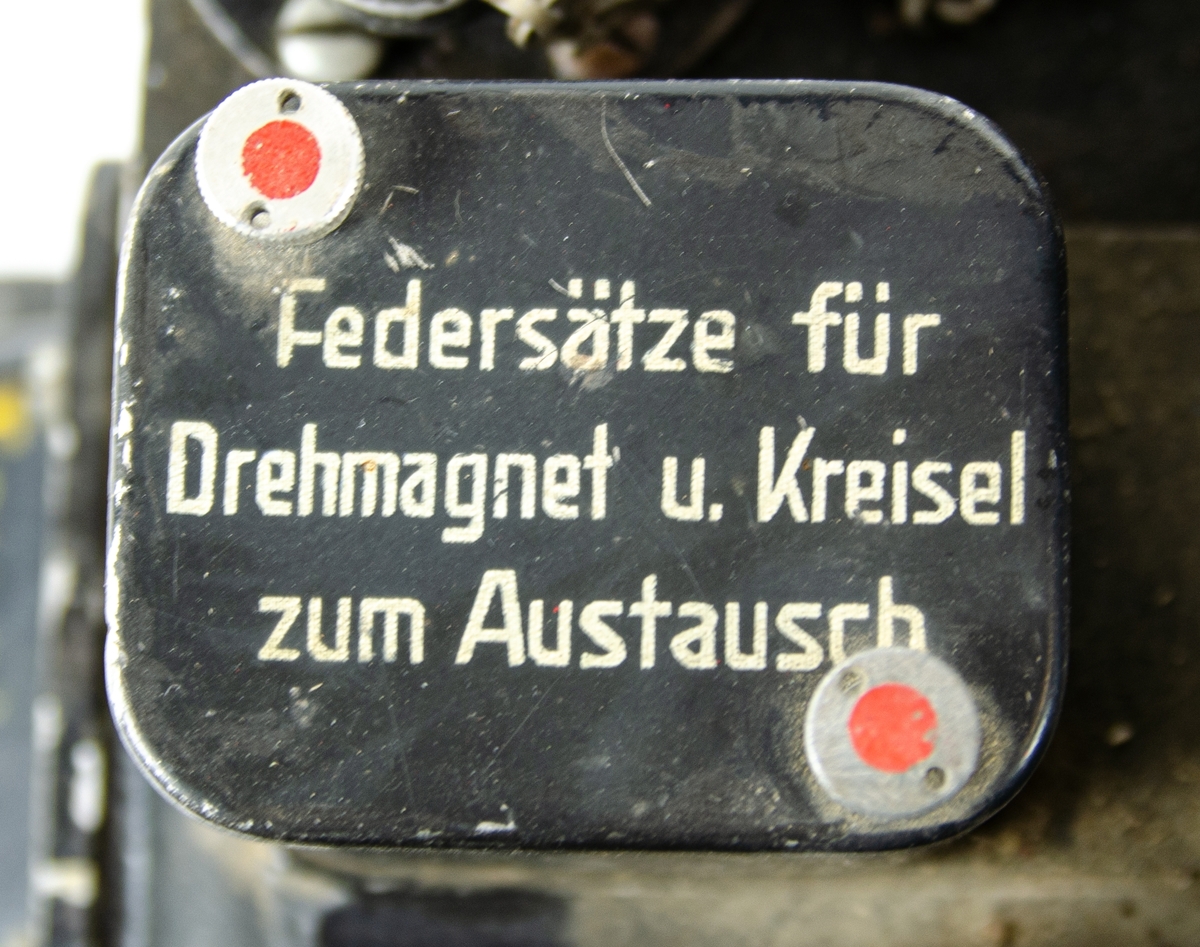 Federsätze für
Drehmagnet u. Kreisel
zum Austausch